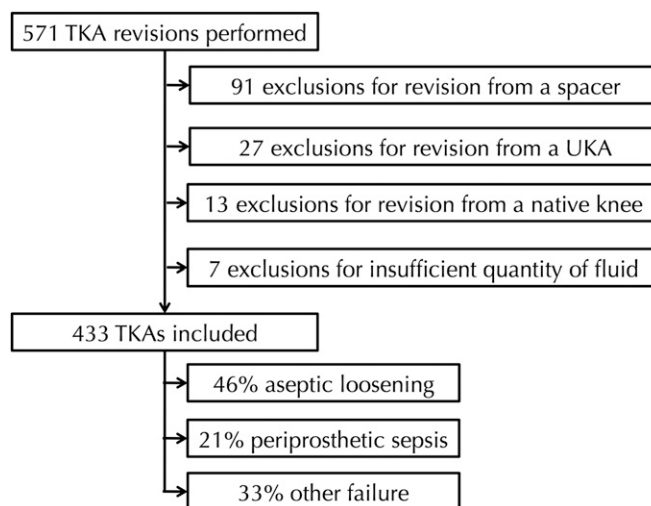 571 TKA revisions performed
91 exclusions for revision from a spacer
27 exclusions for revision from a UKA
13 exclusions for revision from a native knee
7 exclusions for insufficient quantity of fluid
433 TKAs included
46% aseptic loosening
21% periprosthetic sepsis
33% other failure